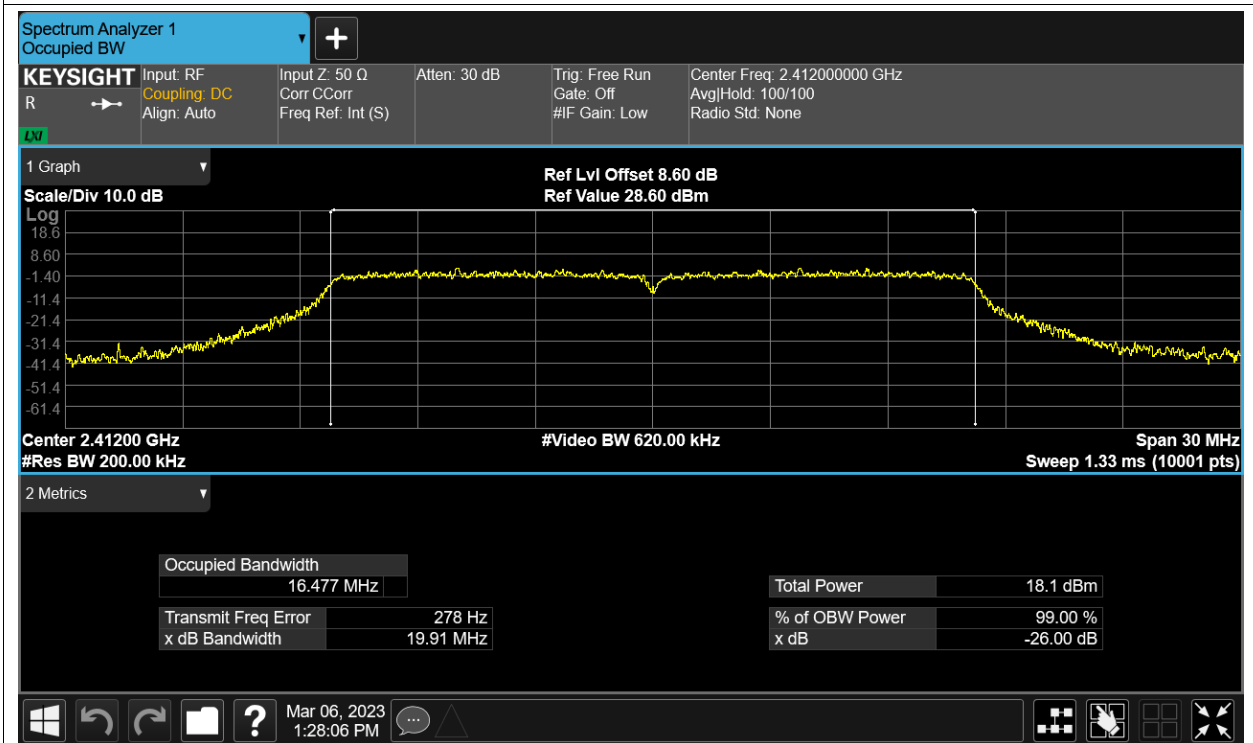 Spectrum Analyzer 1
Occupied BW
KEYSIGHT
R
LXI
Input: RF
Coupling: DC
Align: Auto
Input Z: 50 Ω
Corr CCorr
Freq Ref: Int (S)
Atten: 30 dB
Trig: Free Run
Gate: Off
#IF Gain: Low
Center Freq: 2.412000000 GHz
Avg|Hold: 100/100
Radio Std: None
1 Graph
Scale/Div 10.0 dB
Ref Lvl Offset 8.60 dB
Ref Value 28.60 dBm
Log
18.6
8.60
-1.40
-11.4
-21.4
-31.4
-41.4
-51.4
-61.4
Center 2.41200 GHz
#Res BW 200.00 kHz
#Video BW 620.00 kHz
Span 30 MHz
Sweep 1.33 ms (10001 pts)
2 Metrics
Occupied Bandwidth
16.477 MHz
Transmit Freq Error 278 Hz
x dB Bandwidth 19.91 MHz
Total Power 18.1 dBm
% of OBW Power 99.00 %
x dB -26.00 dB
?
Mar 06, 2023
1:28:06 PM